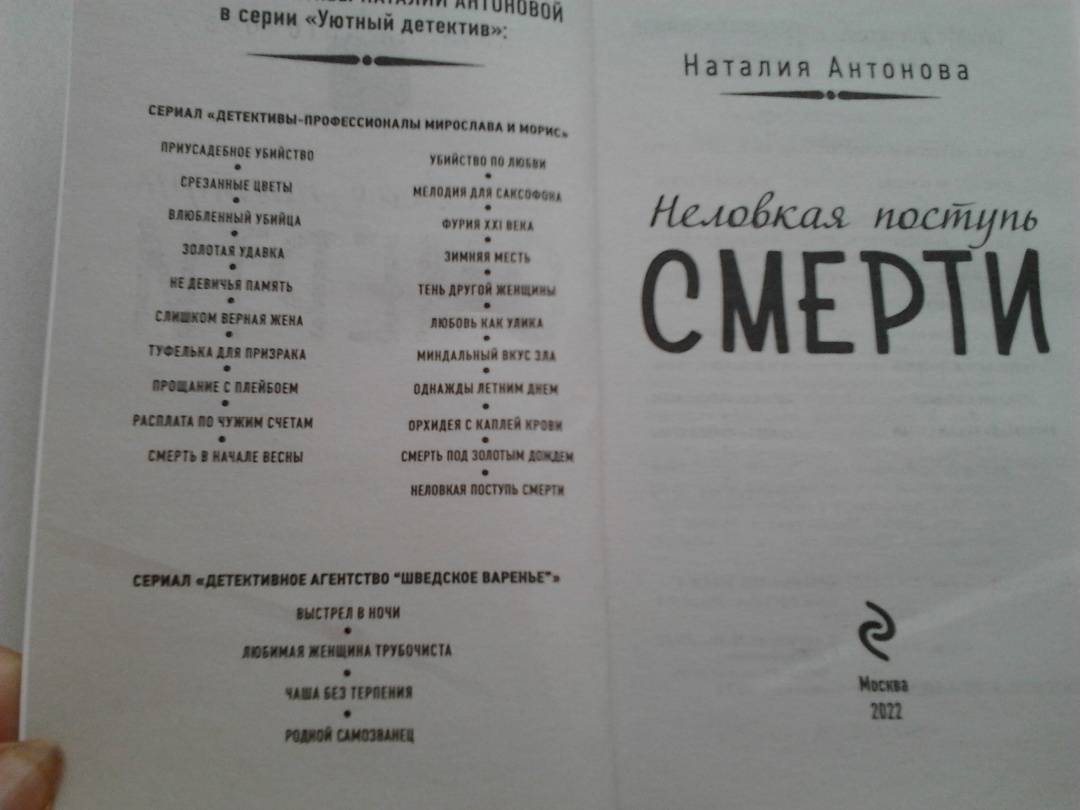 НАТАЛИИ АНТОНОВОЙ
в серии «Уютный детектив»:
СЕРИАЛ «ДЕТЕКТИВЫ-ПРОФЕССИОНАЛЫ МИРОСЛАВА И МОРИС»
ПРИУСАДЕБНОЕ УБИЙСТВО
СРЕЗАННЫЕ ЦВЕТЫ
ВЛЮБЛЕННЫЙ УБИЙЦА
ЗОЛОТАЯ УДАВКА
НЕ ДЕВИЧЬЯ ПАМЯТЬ
СЛИШКОМ ВЕРНАЯ ЖЕНА
ТУФЕЛЬКА ДЛЯ ПРИЗРАКА
ПРОЩАНИЕ С ПЛЕЙБОЕМ
РАСПЛАТА ПО ЧУЖИМ СЧЕТАМ
СМЕРТЬ В НАЧАЛЕ ВЕСНЫ
УБИЙСТВО ПО ЛЮБВИ
МЕЛОДИЯ ДЛЯ САКСОФОНА
ФУРИЯ XXI ВЕКА
ЗИМНЯЯ МЕСТЬ
ТЕНЬ ДРУГОЙ ЖЕНЩИНЫ
ЛЮБОВЬ КАК УЛИКА
МИНДАЛЬНЫЙ ВКУС ЗЛА
ОДНАЖДЫ ЛЕТНИМ ДНЕМ
ОРХИДЕЯ С КАПЛЕЙ КРОВИ
СМЕРТЬ ПОД ЗОЛОТЫМ ДОЖДЕМ
НЕЛОВКАЯ ПОСТУПЬ СМЕРТИ
СЕРИАЛ «ДЕТЕКТИВНОЕ АГЕНТСТВО "ШВЕДСКОЕ ВАРЕНЬЕ"»
ВЫСТРЕЛ В НОЧИ
ЛЮБИМАЯ ЖЕНЩИНА ТРУБОЧИСТА
ЧАША БЕЗ ТЕРПЕНИЯ
РОДНОЙ САМОЗВАНЕЦ
Наталия Антонова
Неловкая поступь
СМЕРТИ
Москва
2022